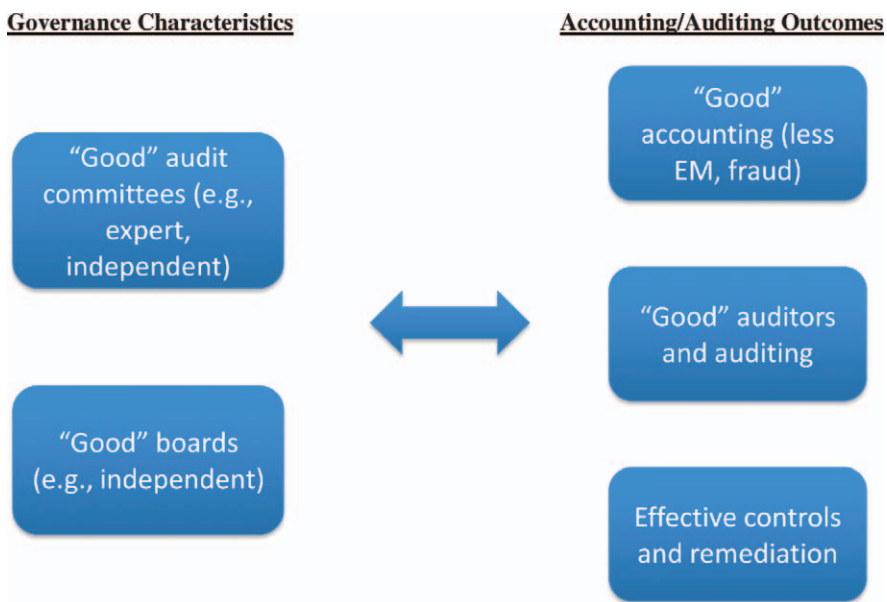 Governance Characteristics
“Good” audit
committees (e.g.,
expert,
independent)
“Good” boards
(e.g., independent)
Accounting/Auditing Outcomes
“Good”
accounting (less
EM, fraud)
“Good” auditors
and auditing
Effective controls
and remediation